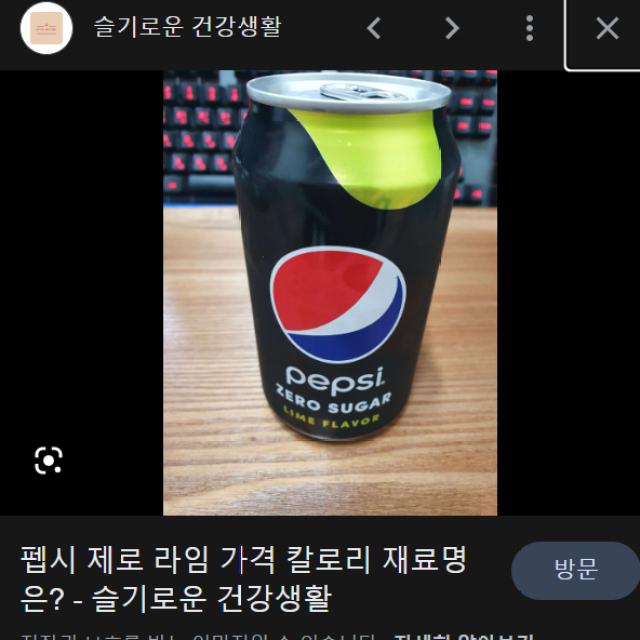 슬기로운 건강생활
pepsi
ZERO SUGAR
LIME FLAVOR
펩시 제로 라임 가격 칼로리 재료명
은? - 슬기로운 건강생활
방문